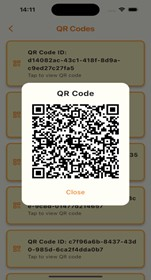 14:11
QR Codes
QR Code ID:
d14082ac-43c1-418f-8d9a-
c9ed27c27fa5
Tap to view QR code
QR Code
Close
QR Code ID:
c7f96a6b-8437-43d
0-985d-6ca2f4dda0b7
Tap to view QR code